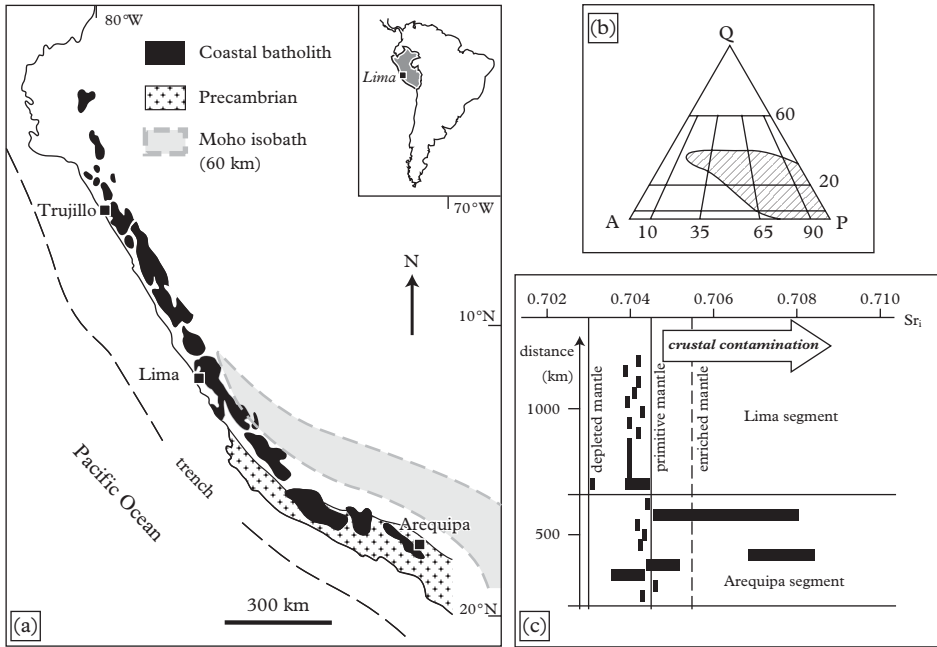 80°W
Coastal batholith
Precambrian
Moho isobath
(60 km)
Lima
70°W
Trujillo
N
10°N
Lima
Pacific Ocean
trench
Arequipa
300 km
20°N
(a)
(b)
Q
60
20
A
P
10 35 65 90
0.702 0.704 0.706 0.708 0.710
Sri
distance
(km)
crustal contamination
1000
depleted mantle
primitive mantle
enriched mantle
Lima segment
500
Arequipa segment
(c)